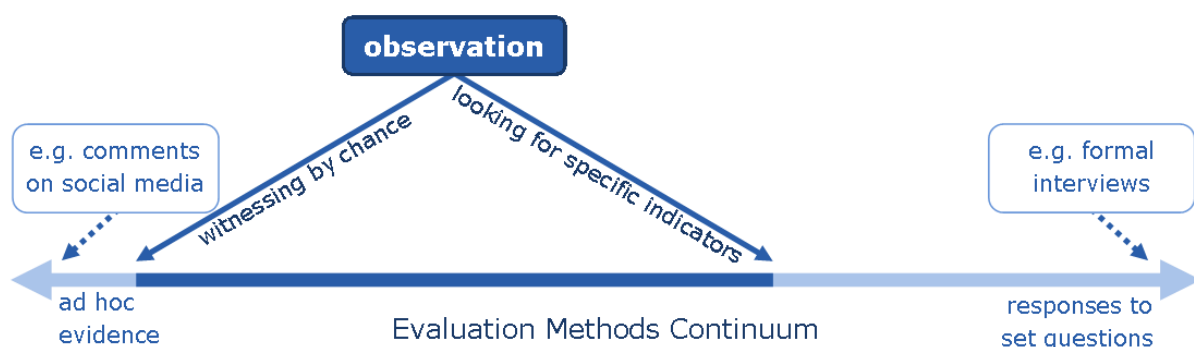 observation
witnessing by chance
looking for specific indicators
e.g. comments
on social media
e.g. formal
interviews
ad hoc
evidence
Evaluation Methods Continuum
responses to
set questions